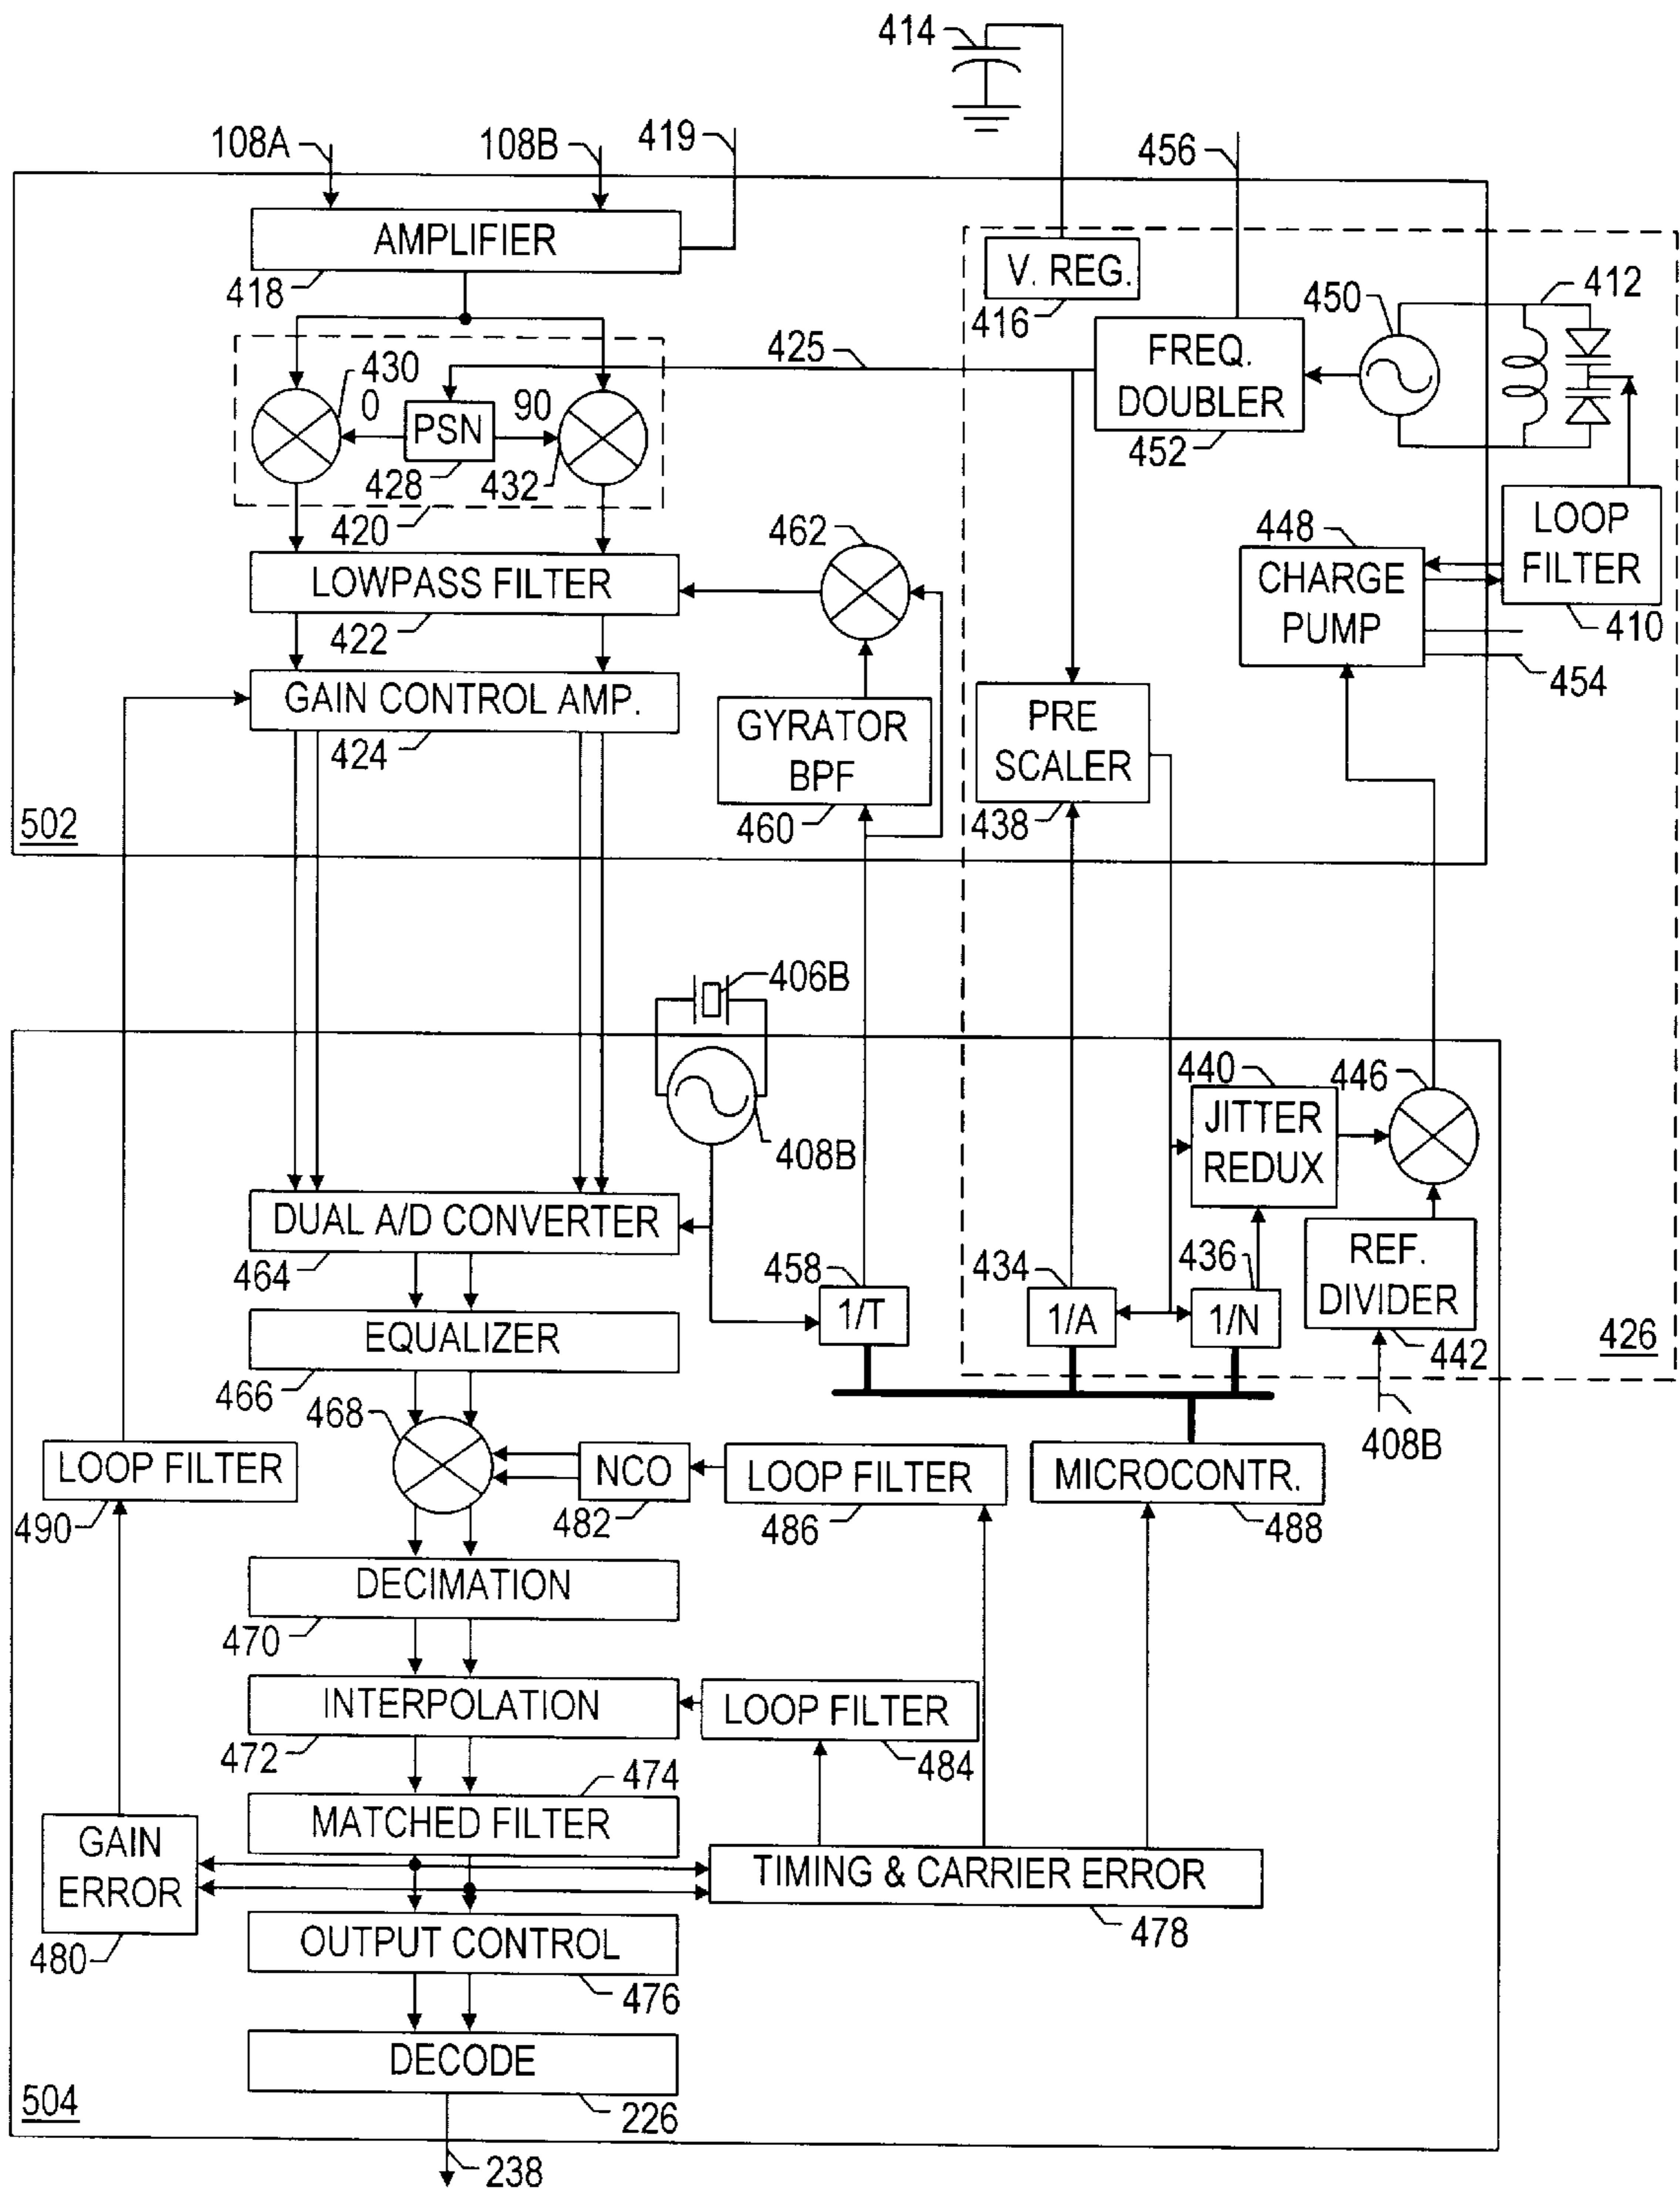 414
108A
108B
419
456
AMPLIFIER
418
V. REG.
416
450
412
425
FREQ.
DOUBLER
452
430
0
PSN
90
428
432
420
LOOP
FILTER
410
448
CHARGE
PUMP
454
462
LOWPASS FILTER
422
GAIN CONTROL AMP.
424
GYRATOR
BPF
460
PRE
SCALER
438
502
406B
408B
440
JITTER
REDUX
446
DUAL A/D CONVERTER
464
458
1/T
434
1/A
436
1/N
REF.
DIVIDER
442
426
408B
EQUALIZER
466
468
LOOP FILTER
490
NCO
482
LOOP FILTER
486
MICROCONTR.
488
DECIMATION
470
INTERPOLATION
472
LOOP FILTER
484
474
MATCHED FILTER
GAIN
ERROR
480
TIMING & CARRIER ERROR
478
OUTPUT CONTROL
476
DECODE
226
504
238